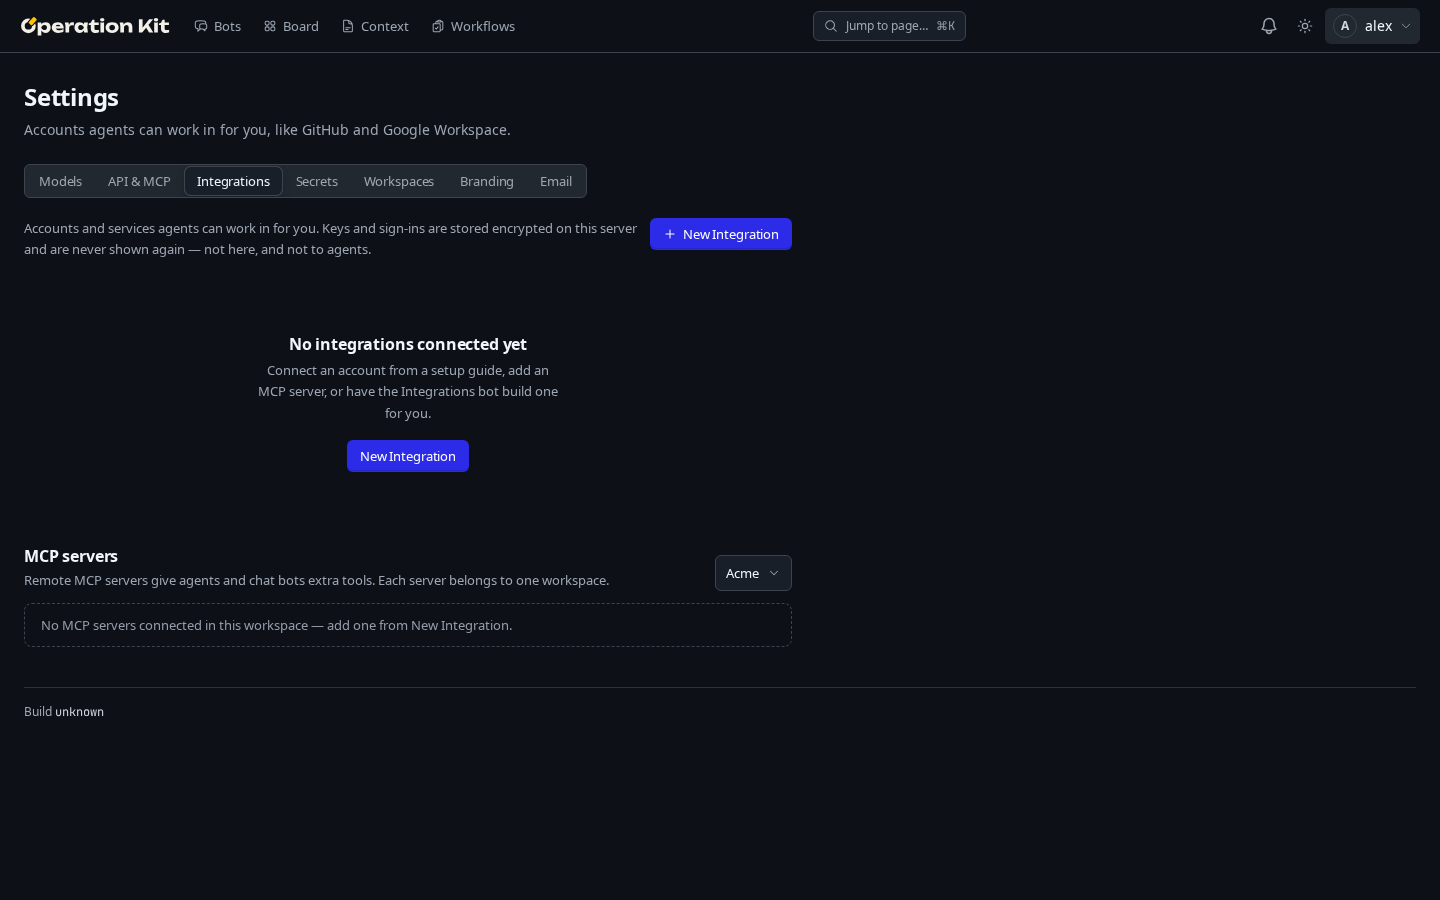 Operation Kit
Bots
Board
Context
Workflows
Jump to page... ⌘K
A alex
Settings
Accounts agents can work in for you, like GitHub and Google Workspace.
Models
API & MCP
Integrations
Secrets
Workspaces
Branding
Email
Accounts and services agents can work in for you. Keys and sign-ins are stored encrypted on this server
and are never shown again — not here, and not to agents.
New Integration
No integrations connected yet
Connect an account from a setup guide, add an
MCP server, or have the Integrations bot build one
for you.
New Integration
MCP servers
Remote MCP servers give agents and chat bots extra tools. Each server belongs to one workspace.
Acme
No MCP servers connected in this workspace — add one from New Integration.
Build unknown